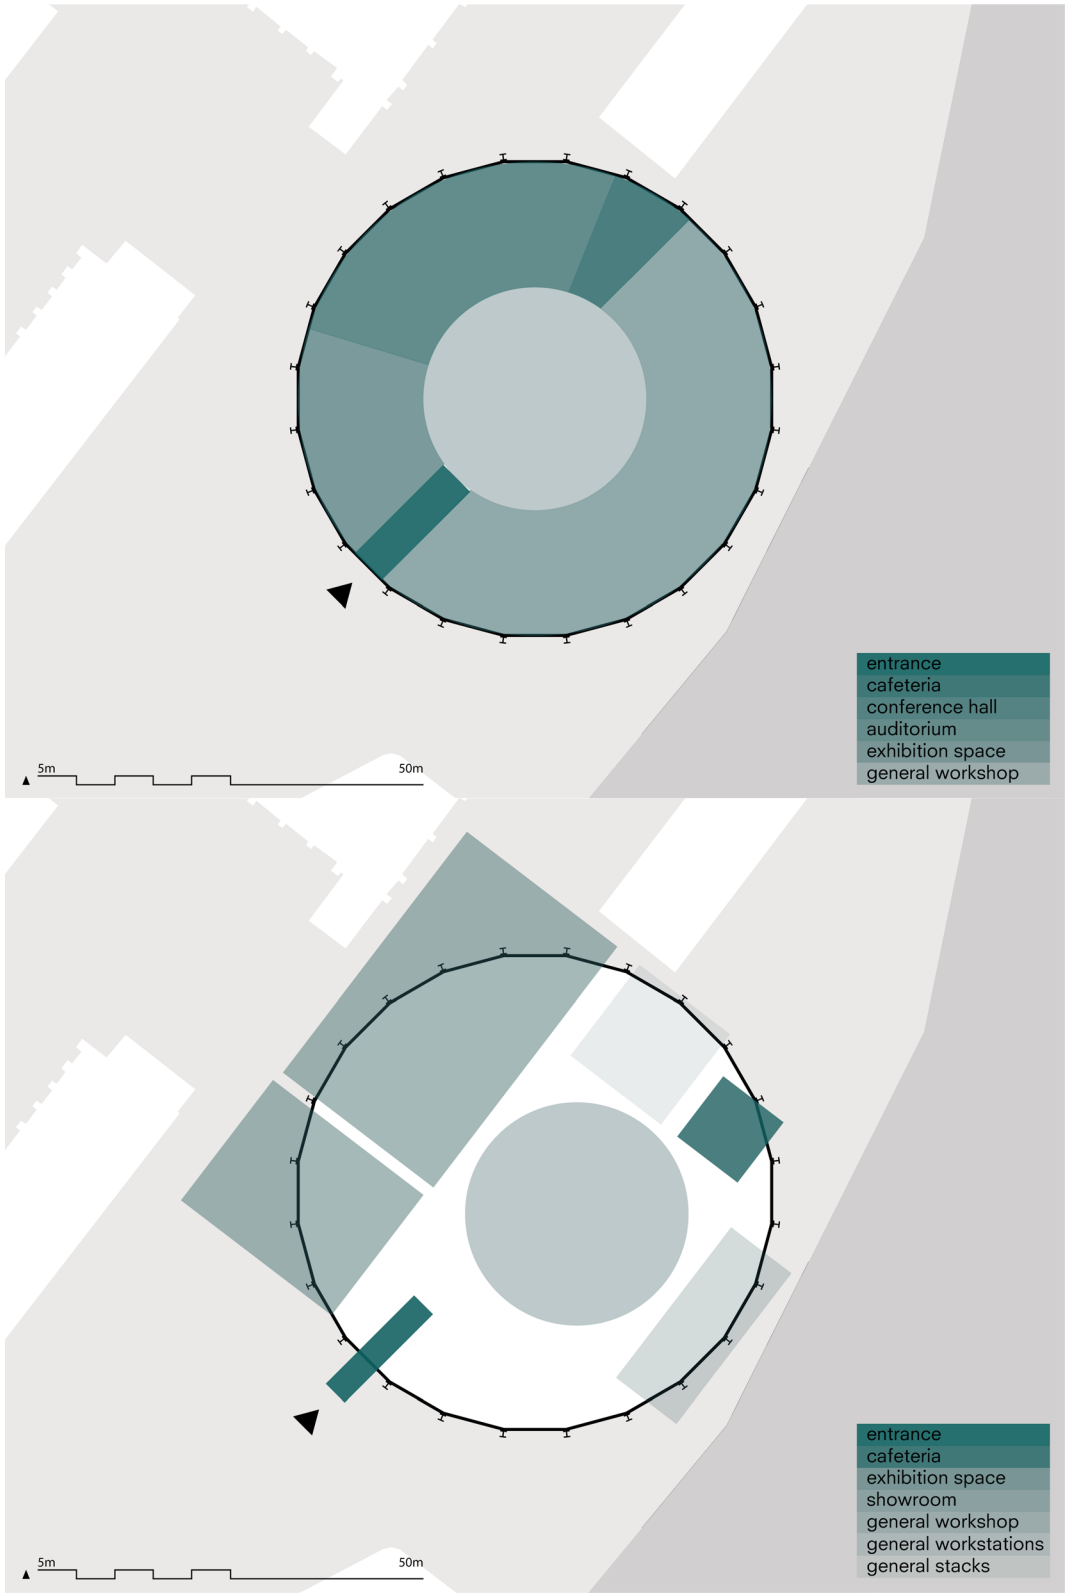 entrance
cafeteria
conference hall
auditorium
exhibition space
general workshop
5m 50m
entrance
cafeteria
exhibition space
showroom
general workshop
general workstations
general stacks
5m 50m